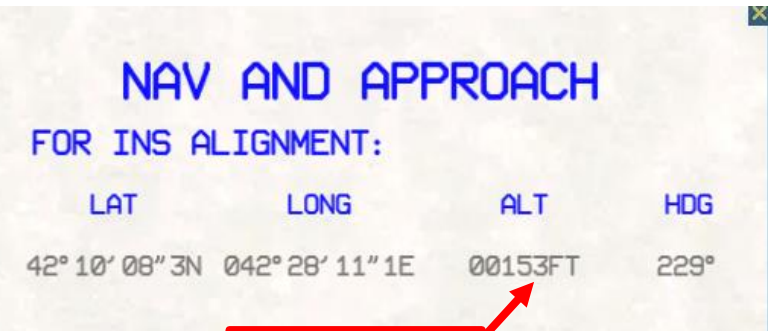 NAV AND APPROACH
FOR INS ALIGNMENT:
LAT LONG ALT HDG
42°10'08"3N 042°28'11"1E 00153FT 229°